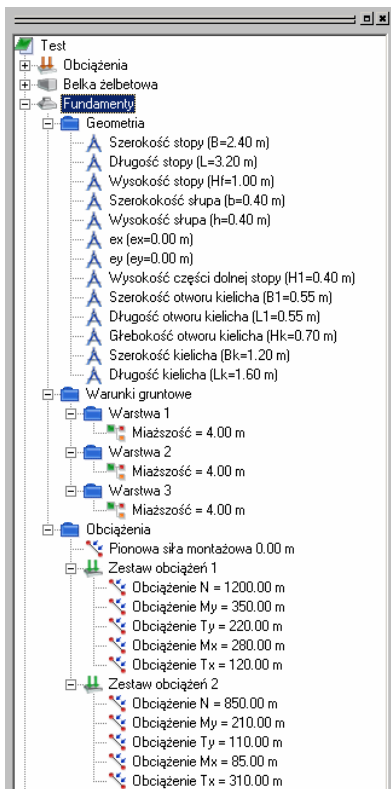 Test
Obciążenia
Belka żelbetowa
Fundamenty
Geometria
Szerokość stopy (B=2.40 m)
Długość stopy (L=3.20 m)
Wysokość stopy (Hf=1.00 m)
Szerokokość słupa (b=0.40 m)
Wysokość słupa (h=0.40 m)
ex (ex=0.00 m)
ey (ey=0.00 m)
Wysokość części dolnej stopy (H1=0.40 m)
Szerokość otworu kielicha (B1=0.55 m)
Długość otworu kielicha (L1=0.55 m)
Głebokość otworu kielicha (Hk=0.70 m)
Szerokość kielicha (Bk=1.20 m)
Długość kielicha (Lk=1.60 m)
Warunki gruntowe
Warstwa 1
Miaższość = 4.00 m
Warstwa 2
Miaższość = 4.00 m
Warstwa 3
Miaższość = 4.00 m
Obciążenia
Pionowa siła montażowa 0.00 m
Zestaw obciążeń 1
Obciążenie N = 1200.00 m
Obciążenie My = 350.00 m
Obciążenie Ty = 220.00 m
Obciążenie Mx = 280.00 m
Obciążenie Tx = 120.00 m
Zestaw obciążeń 2
Obciążenie N = 850.00 m
Obciążenie My = 210.00 m
Obciążenie Ty = 110.00 m
Obciążenie Mx = 85.00 m
Obciążenie Tx = 310.00 m